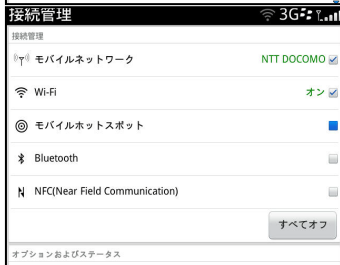 接続管理 3G
接続管理
モバイルネットワーク NTT DOCOMO
Wi-Fi オン
モバイルホットスポット
Bluetooth
NFC(Near Field Communication)
すべてオフ
オプションおよびステータス